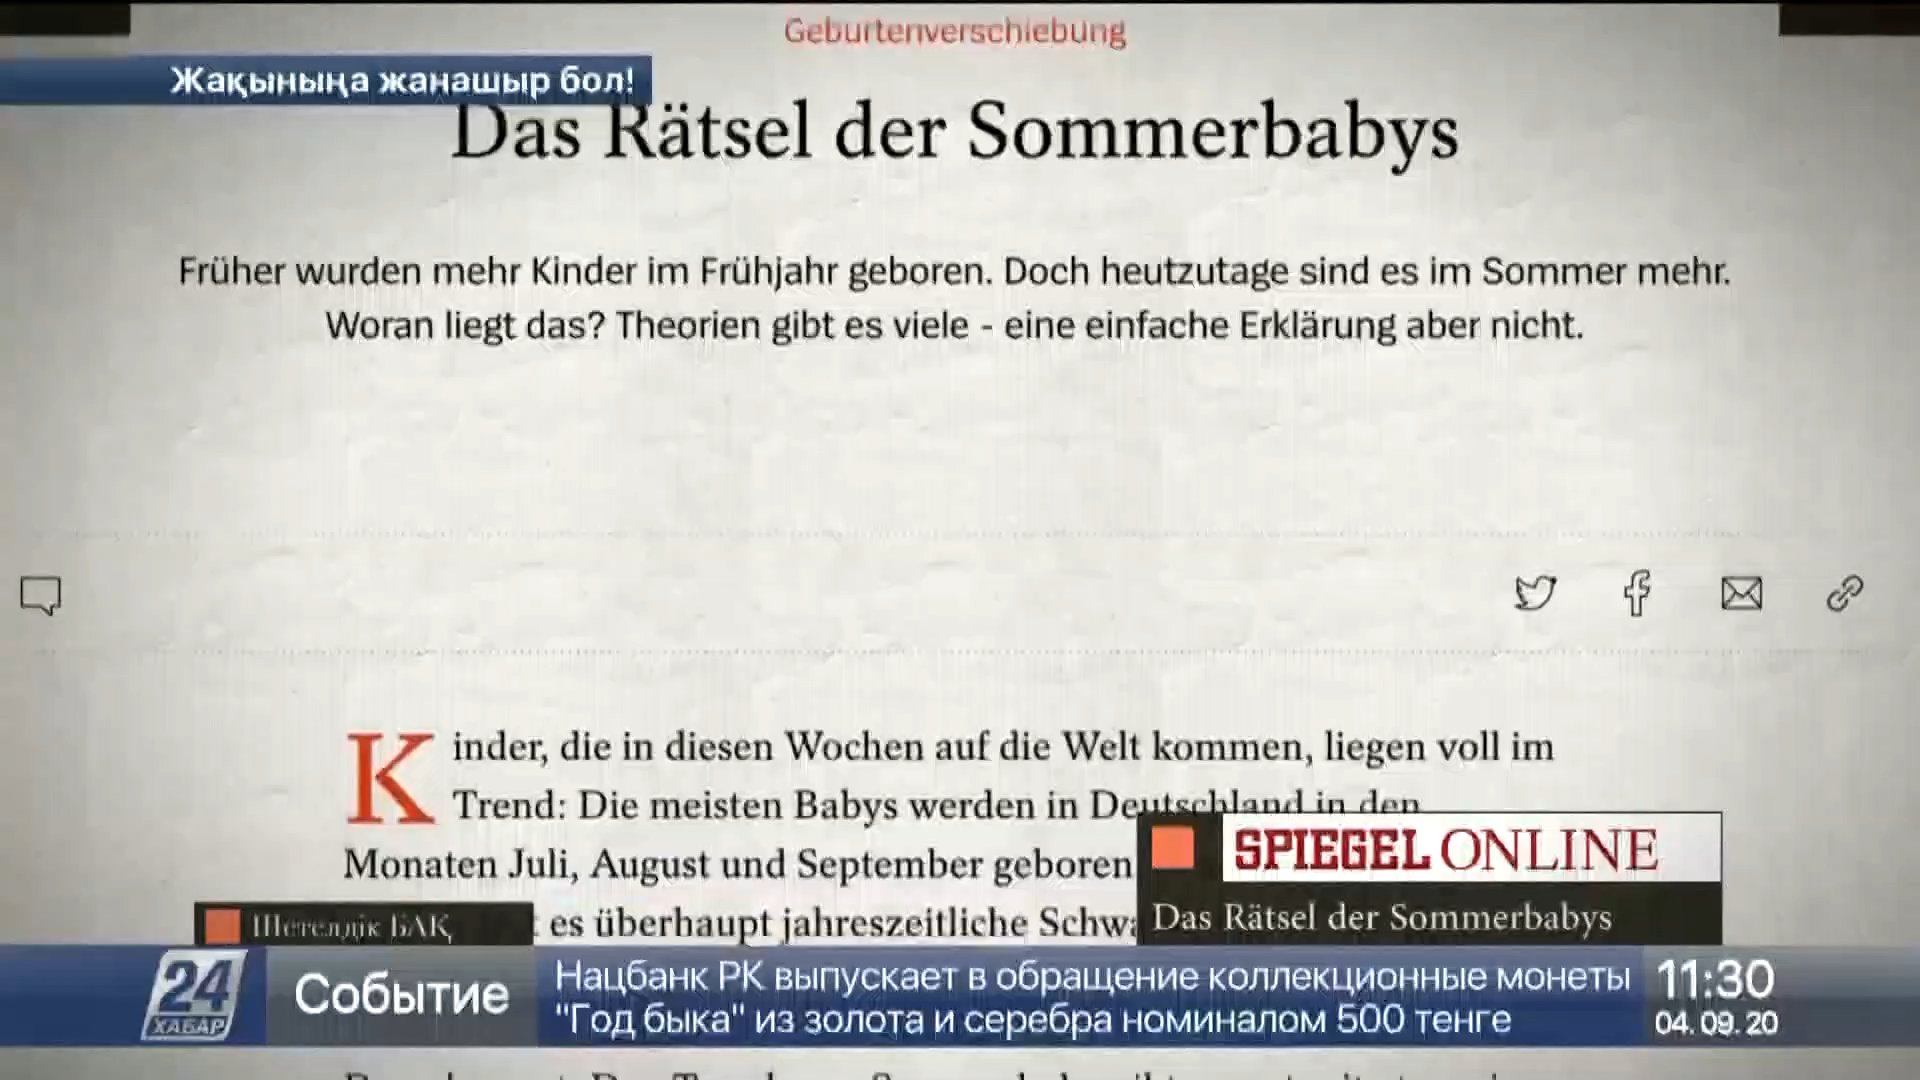 Geburtenverschiebung
Жақыныңа жанашыр бол!
Das Rätsel der Sommerbabys
Früher wurden mehr Kinder im Frühjahr geboren. Doch heutzutage sind es im Sommer mehr.
Woran liegt das? Theorien gibt es viele - eine einfache Erklärung aber nicht.
Kinder, die in diesen Wochen auf die Welt kommen, liegen voll im
Trend: Die meisten Babys werden in Deutschland in den
Monaten Juli, August und September geboren
es überhaupt jahreszeitliche
SPIEGEL ONLINE
Das Rätsel der Sommerbabys
Шетелдік БАҚ
24
ХАБАР
Событие
Нацбанк РК выпускает в обращение коллекционные монеты
"Год быка" из золота и серебра номиналом 500 тенге
11:30
04.09.20